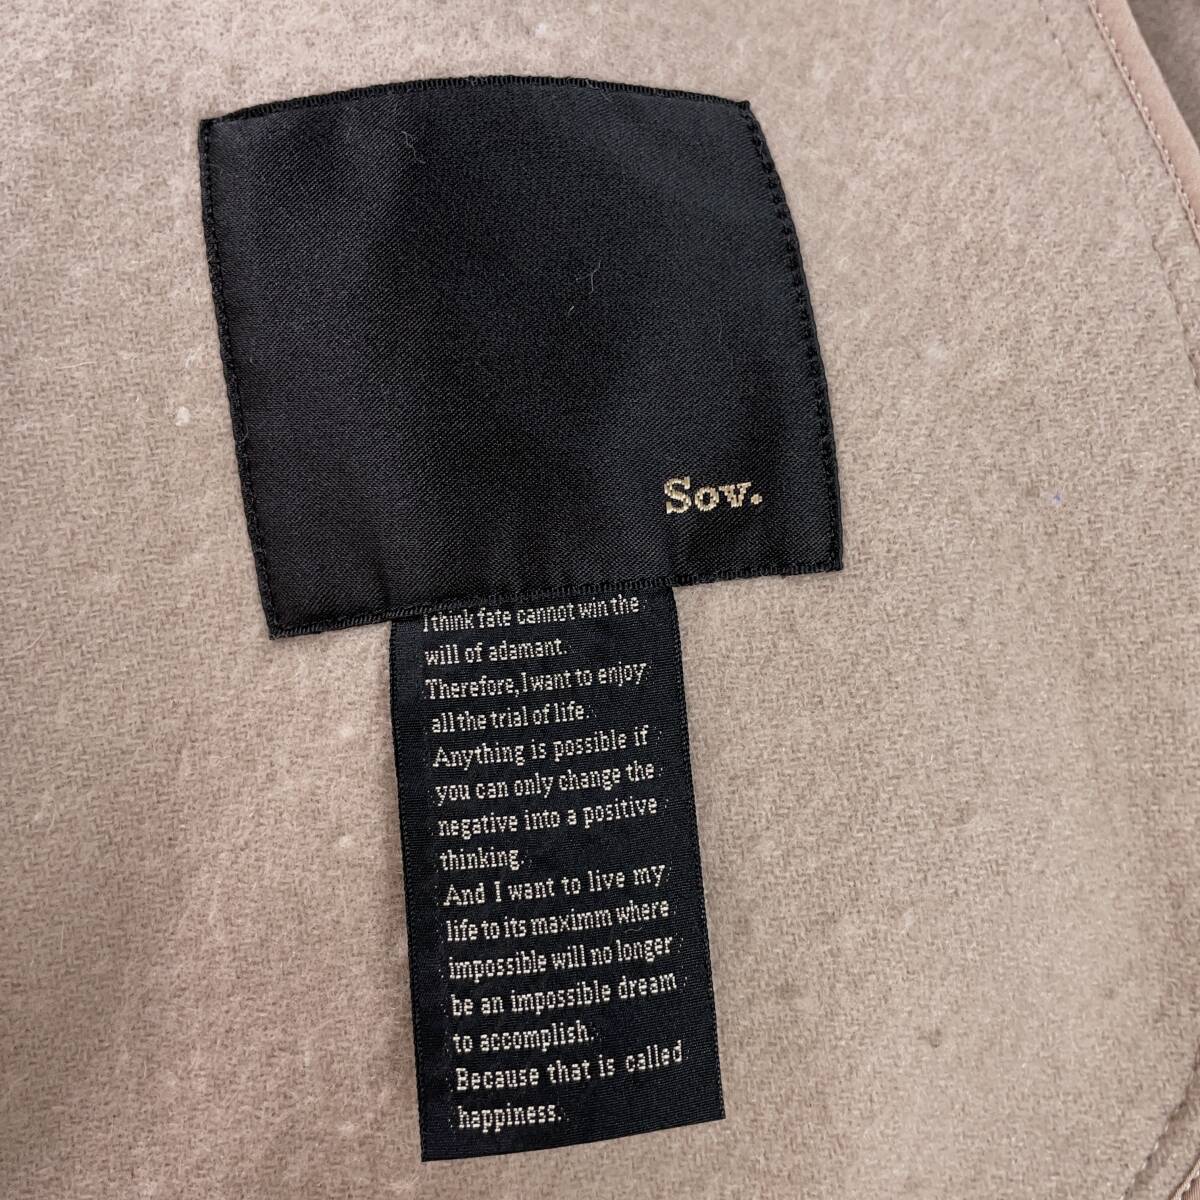 Sov.
I think fate cannot win the
will of adamant.
Therefore, I want to enjoy
all the trial of life.
Anything is possible if
you can only change the
negative into a positive
thinking.
And I want to live my
life to its maximm where
impossible will no longer
be an impossible dream
to accomplish.
Because that is called
happiness.